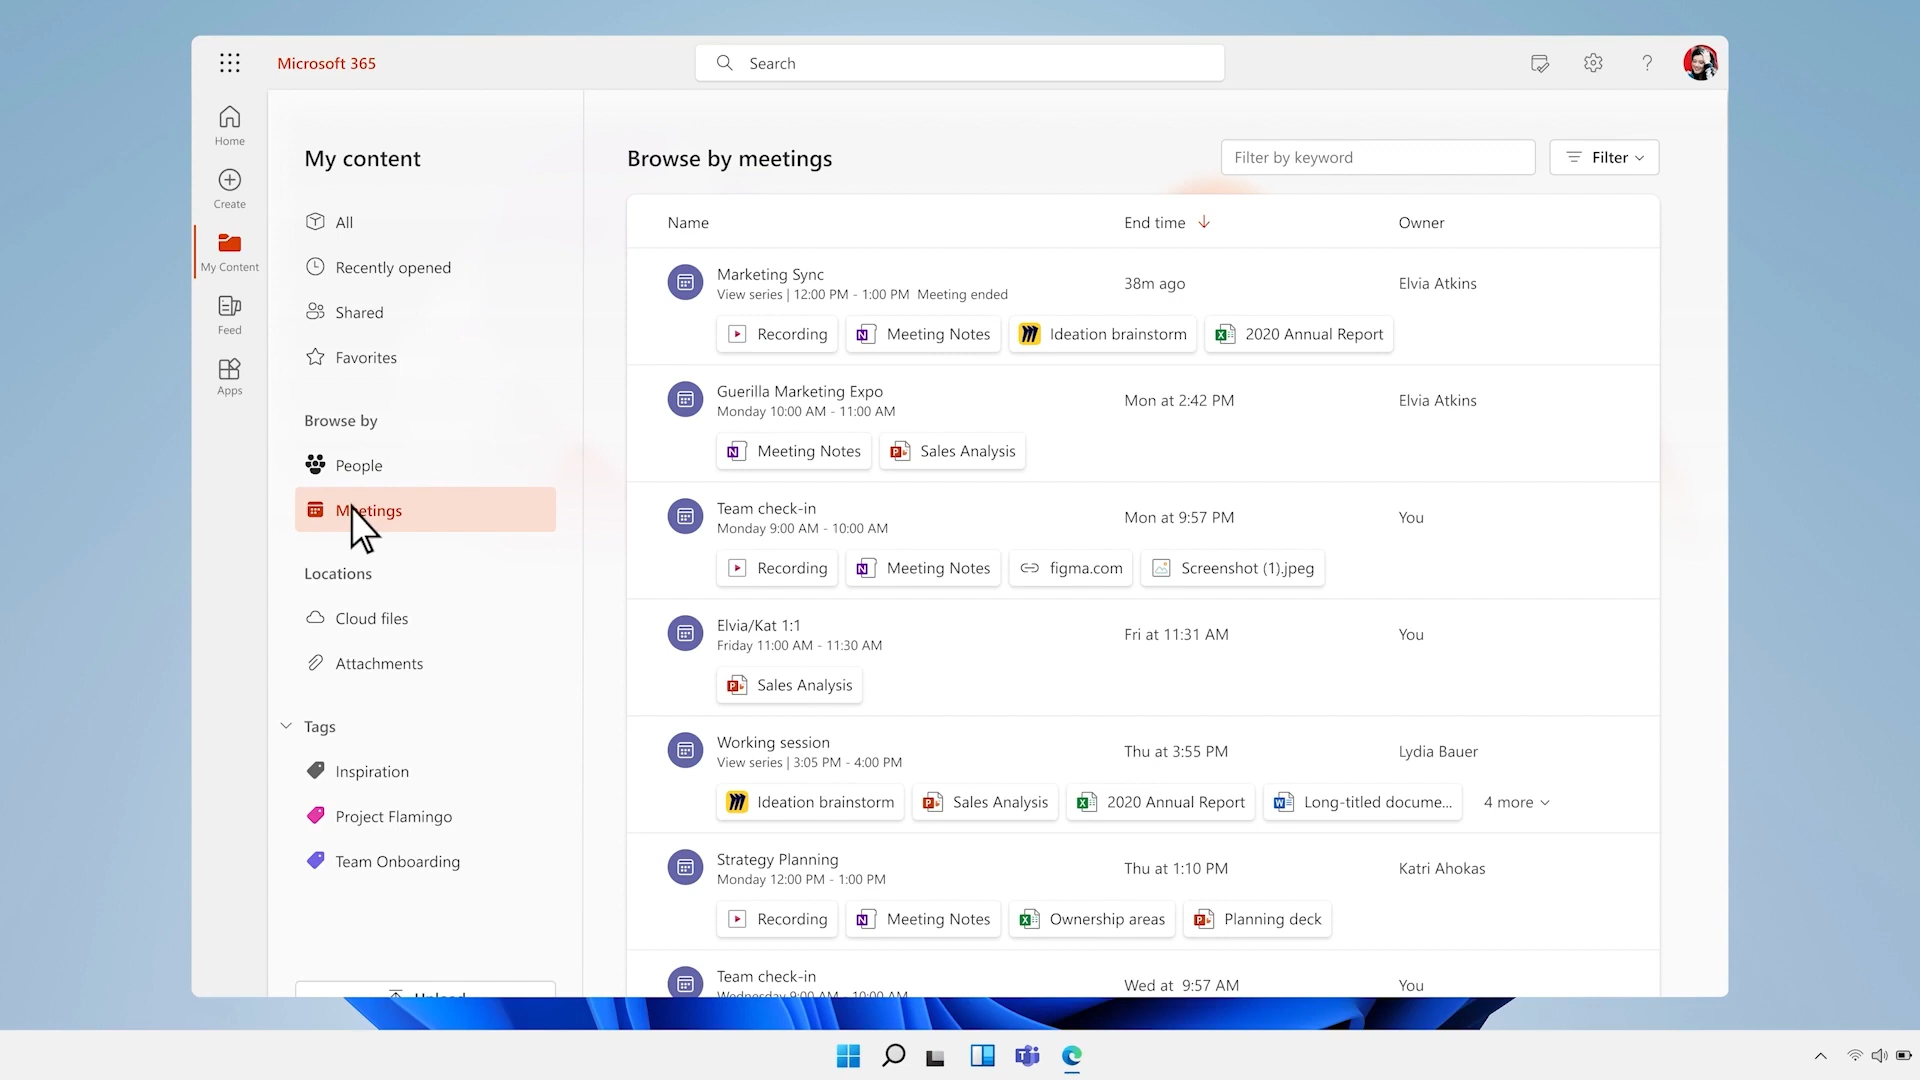 Microsoft 365
Search
?
Home
Create
My Content
Feed
Apps
My content
All
Recently opened
Shared
Favorites
Browse by
People
Meetings
Locations
Cloud files
Attachments
Tags
Inspiration
Project Flamingo
Team Onboarding
Upload
Browse by meetings
Filter by keyword
Filter
Name End time Owner
Marketing Sync
View series | 12:00 PM - 1:00 PM Meeting ended
38m ago
Elvia Atkins
Recording Meeting Notes Ideation brainstorm 2020 Annual Report
Guerilla Marketing Expo
Monday 10:00 AM - 11:00 AM
Mon at 2:42 PM
Elvia Atkins
Meeting Notes Sales Analysis
Team check-in
Monday 9:00 AM - 10:00 AM
Mon at 9:57 PM
You
Recording Meeting Notes figma.com Screenshot (1).jpeg
Elvia/Kat 1:1
Friday 11:00 AM - 11:30 AM
Fri at 11:31 AM
You
Sales Analysis
Working session
View series | 3:05 PM - 4:00 PM
Thu at 3:55 PM
Lydia Bauer
Ideation brainstorm Sales Analysis 2020 Annual Report Long-titled docume... 4 more
Strategy Planning
Monday 12:00 PM - 1:00 PM
Thu at 1:10 PM
Katri Ahokas
Recording Meeting Notes Ownership areas Planning deck
Team check-in
Wednesday 9:00 AM - 10:00 AM
Wed at 9:57 AM
You